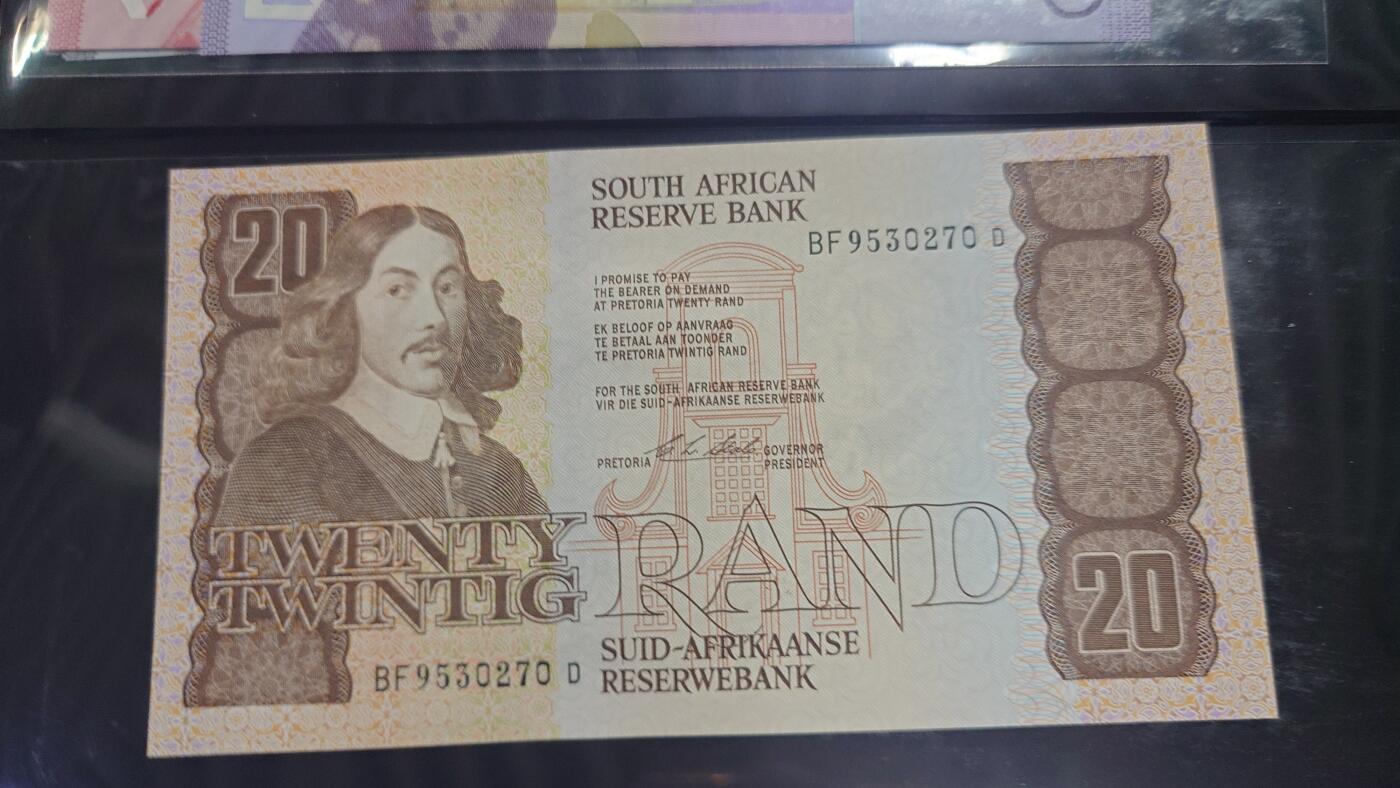 20
SOUTH AFRICAN
RESERVE BANK
BF9530270 D
I PROMISE TO PAY
THE BEARER ON DEMAND
AT PRETORIA TWENTY RAND
EK BELOOF OP AANVRAAG
TE BETAAL AAN TOONDER
TE PRETORIA TWINTIG RAND
FOR THE SOUTH AFRICAN RESERVE BANK
VIR DIE SUID-AFRIKAANSE RESERWEBANK
PRETORIA
GOVERNOR
PRESIDENT
TWENTY
TWINTIG
RAND
20
SUID-AFRIKAANSE
RESERWEBANK
BF9530270 D